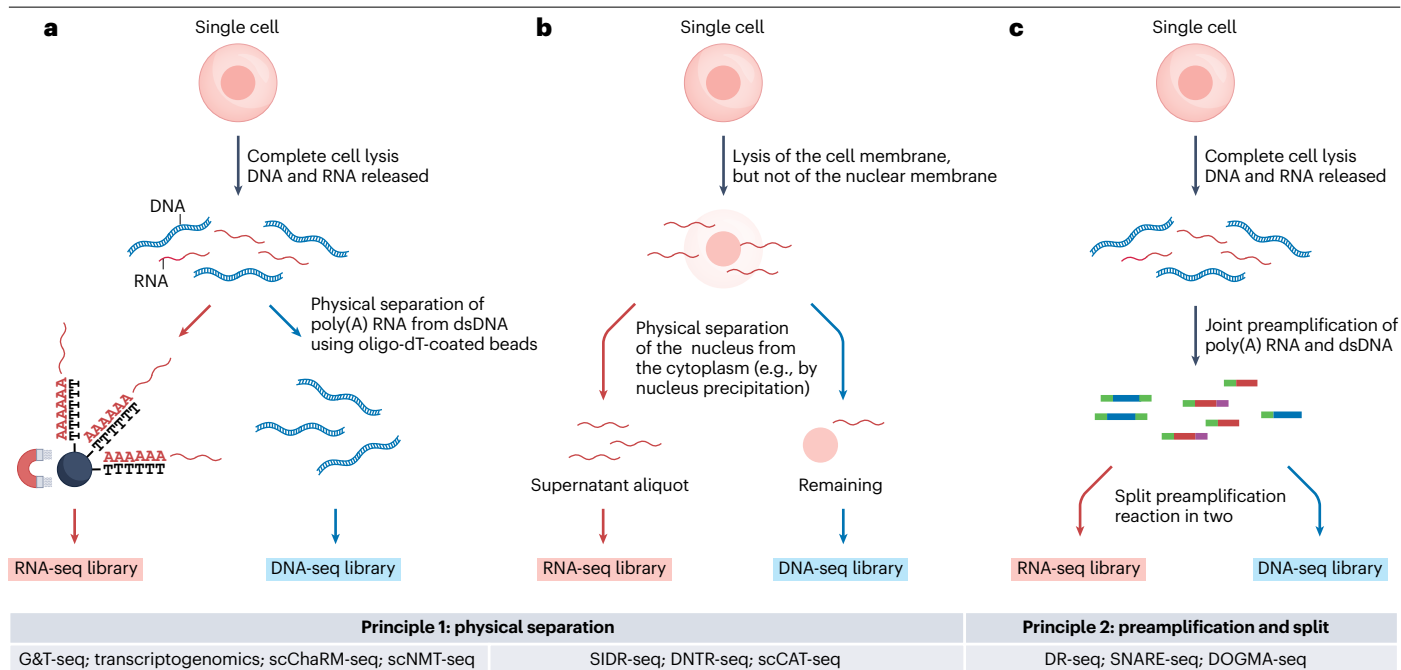 a
Single cell
Complete cell lysis
DNA and RNA released
DNA
RNA
Physical separation of
poly(A) RNA from dsDNA
using oligo-dT-coated beads
AAAAAA
TTTTTT
AAAAAA
TTTTTT
AAAAAA
TTTTTT
RNA-seq library
DNA-seq library
b
Single cell
Lysis of the cell membrane,
but not of the nuclear membrane
Physical separation
of the nucleus from
the cytoplasm (e.g., by
nucleus precipitation)
Supernatant aliquot
Remaining
RNA-seq library
DNA-seq library
c
Single cell
Complete cell lysis
DNA and RNA released
Joint preamplification of
poly(A) RNA and dsDNA
Split preamplification
reaction in two
RNA-seq library
DNA-seq library
Principle 1: physical separation
Principle 2: preamplification and split
G&T-seq; transcriptogenomics; scChaRM-seq; scNMT-seq
SIDR-seq; DNTR-seq; scCAT-seq
DR-seq; SNARE-seq; DOGMA-seq